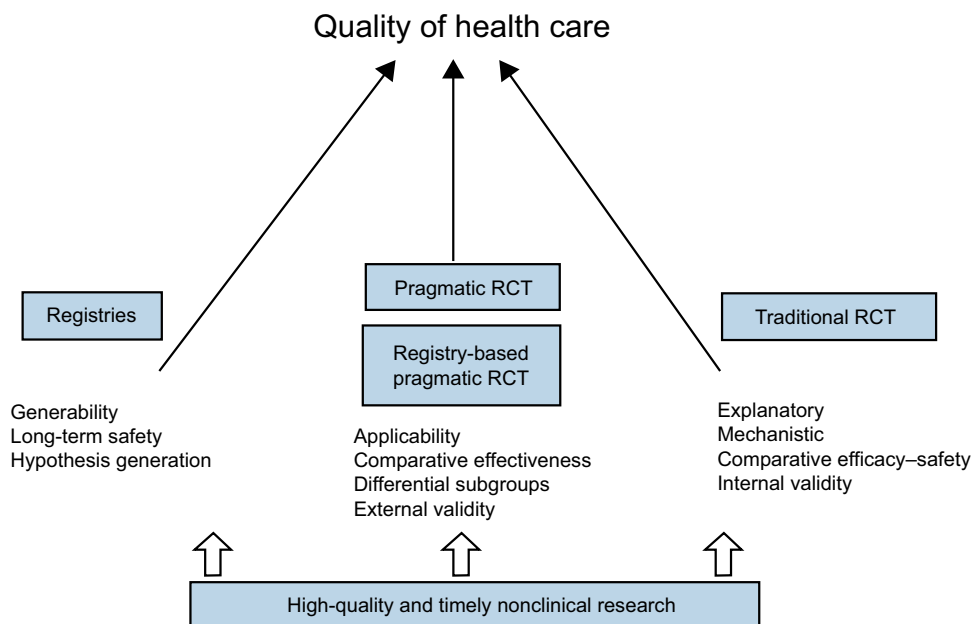 Quality of health care
Registries
Generability
Long-term safety
Hypothesis generation
Pragmatic RCT
Registry-based
pragmatic RCT
Applicability
Comparative effectiveness
Differential subgroups
External validity
Traditional RCT
Explanatory
Mechanistic
Comparative efficacy–safety
Internal validity
High-quality and timely nonclinical research